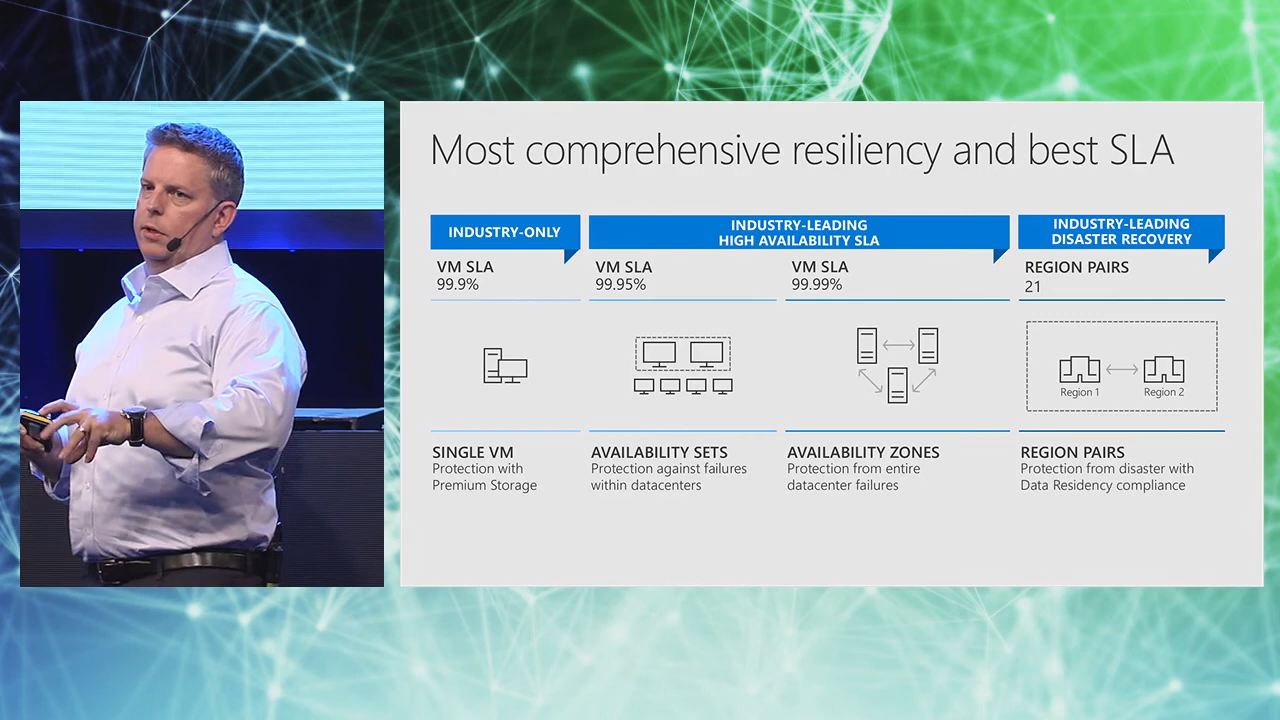 Most comprehensive resiliency and best SLA
INDUSTRY-ONLY
INDUSTRY-LEADING
HIGH AVAILABILITY SLA
INDUSTRY-LEADING
DISASTER RECOVERY
VM SLA
99.9%
VM SLA
99.95%
VM SLA
99.99%
REGION PAIRS
21
Region 1
Region 2
SINGLE VM
Protection with
Premium Storage
AVAILABILITY SETS
Protection against failures
within datacenters
AVAILABILITY ZONES
Protection from entire
datacenter failures
REGION PAIRS
Protection from disaster with
Data Residency compliance